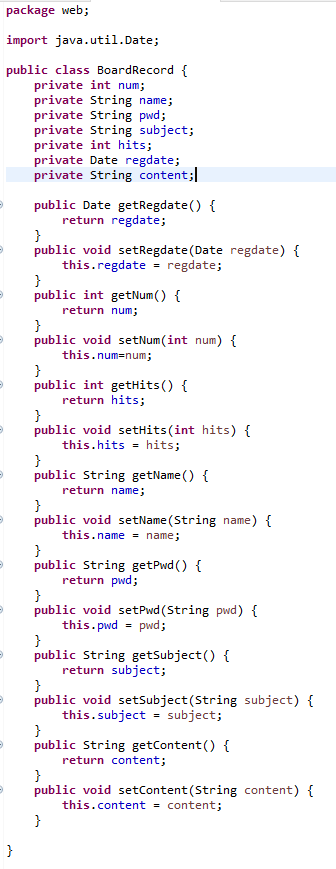 package web;
import java.util.Date;
public class BoardRecord {
private int num;
private String name;
private String pwd;
private String subject;
private int hits;
private Date regdate;
private String content;
public Date getRegdate() {
return regdate;
}
public void setRegdate(Date regdate) {
this.regdate = regdate;
}
public int getNum() {
return num;
}
public void setNum(int num) {
this.num=num;
}
public int getHits() {
return hits;
}
public void setHits(int hits) {
this.hits = hits;
}
public String getName() {
return name;
}
public void setName(String name) {
this.name = name;
}
public String getPwd() {
return pwd;
}
public void setPwd(String pwd) {
this.pwd = pwd;
}
public String getSubject() {
return subject;
}
public void setSubject(String subject) {
this.subject = subject;
}
public String getContent() {
return content;
}
public void setContent(String content) {
this.content = content;
}
}